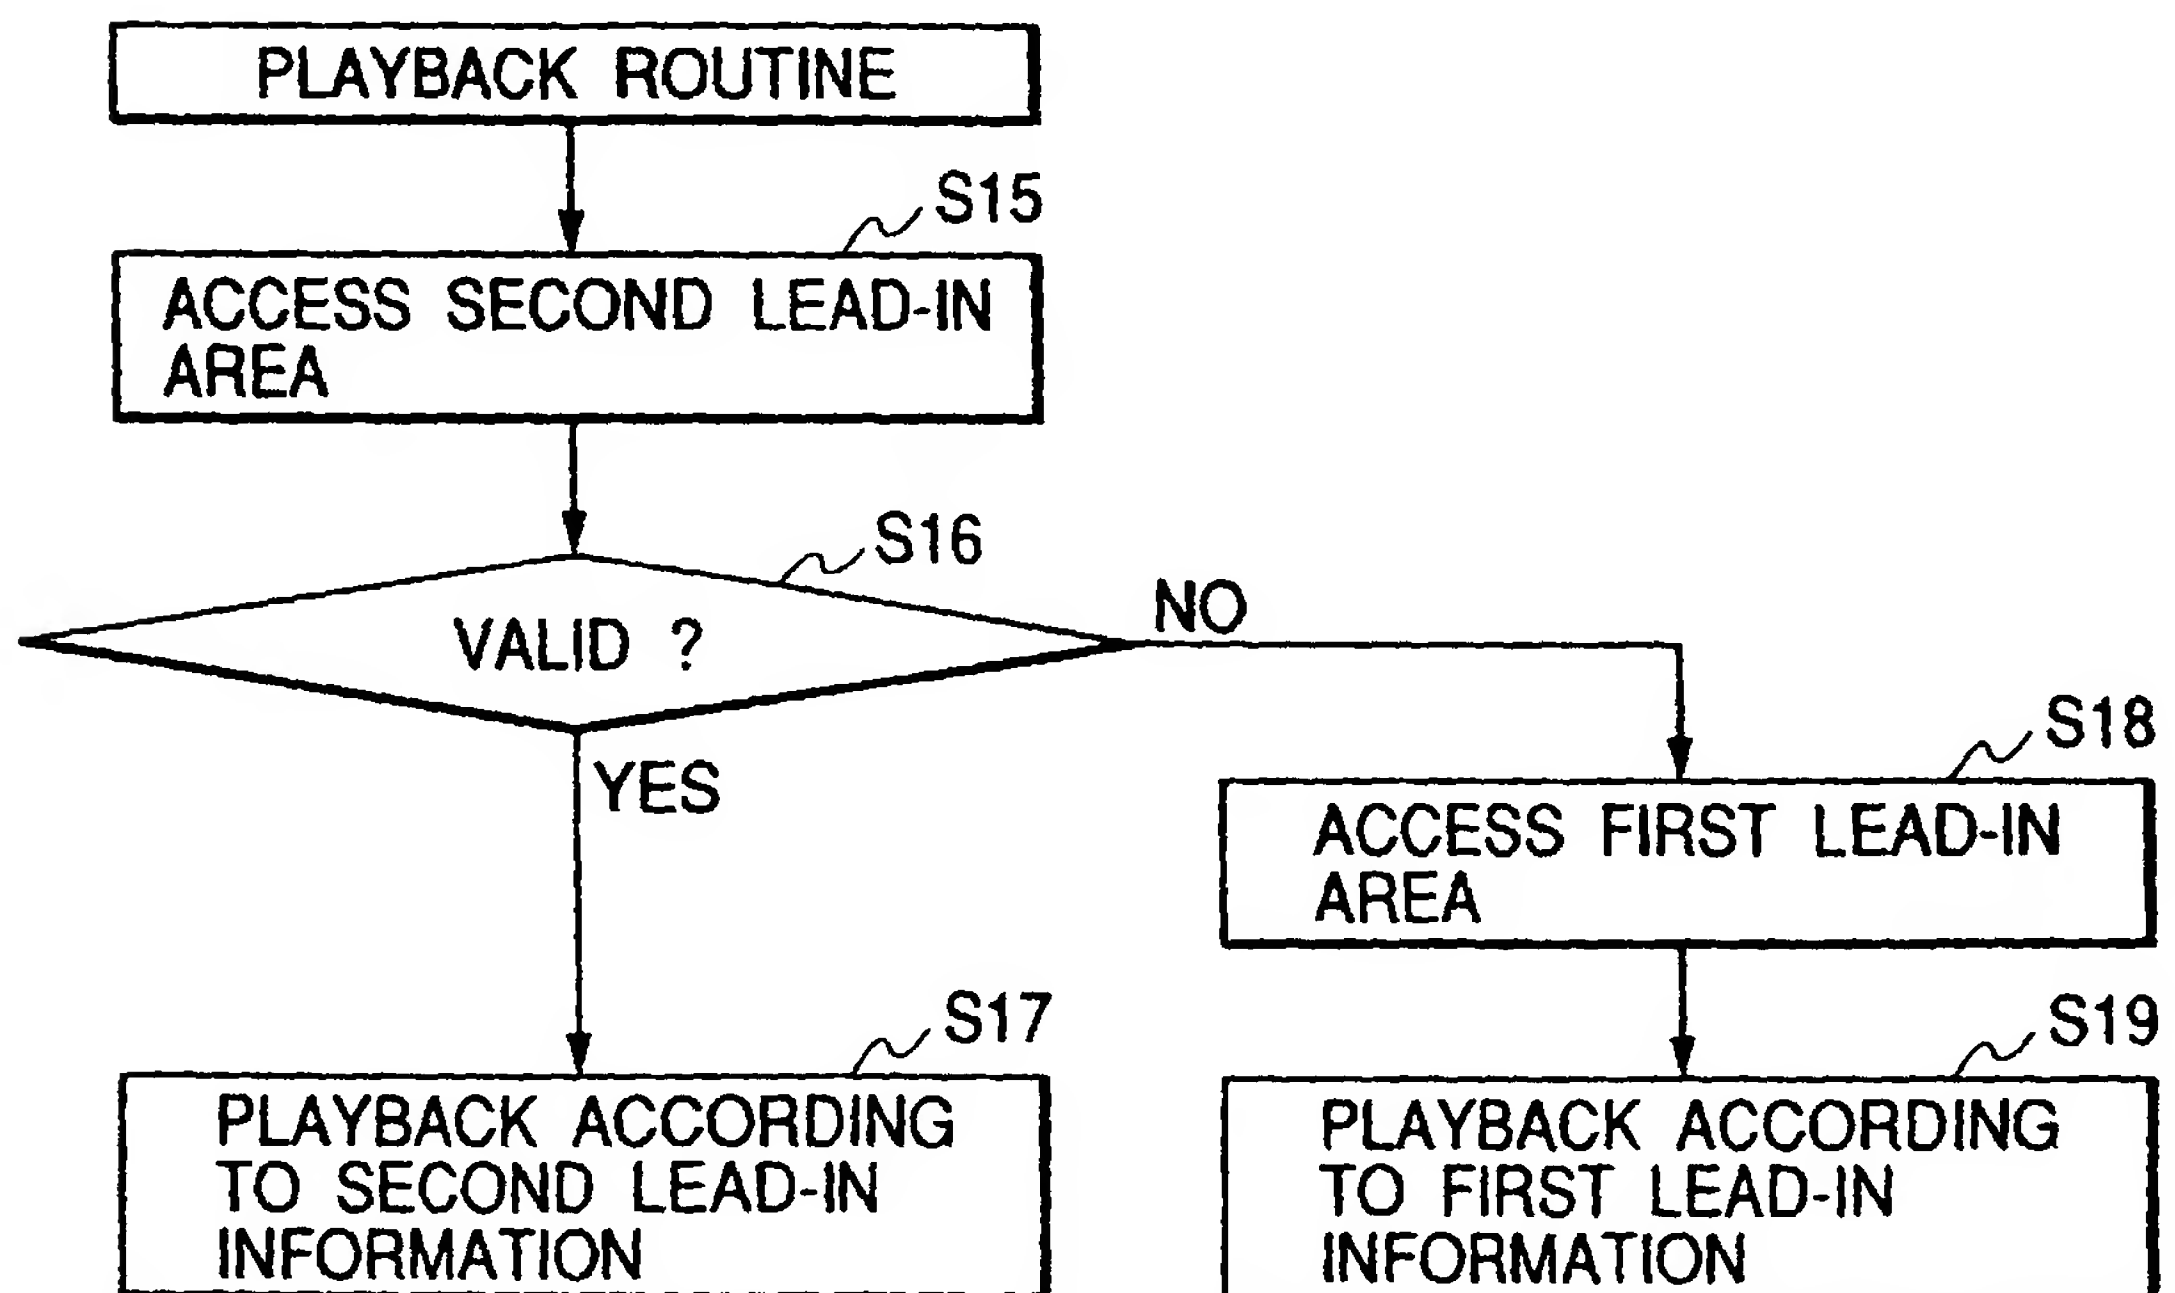 PLAYBACK ROUTINE
S15
ACCESS SECOND LEAD-IN
AREA
S16
VALID ?
NO
YES
S18
ACCESS FIRST LEAD-IN
AREA
S17
PLAYBACK ACCORDING
TO SECOND LEAD-IN
INFORMATION
S19
PLAYBACK ACCORDING
TO FIRST LEAD-IN
INFORMATION